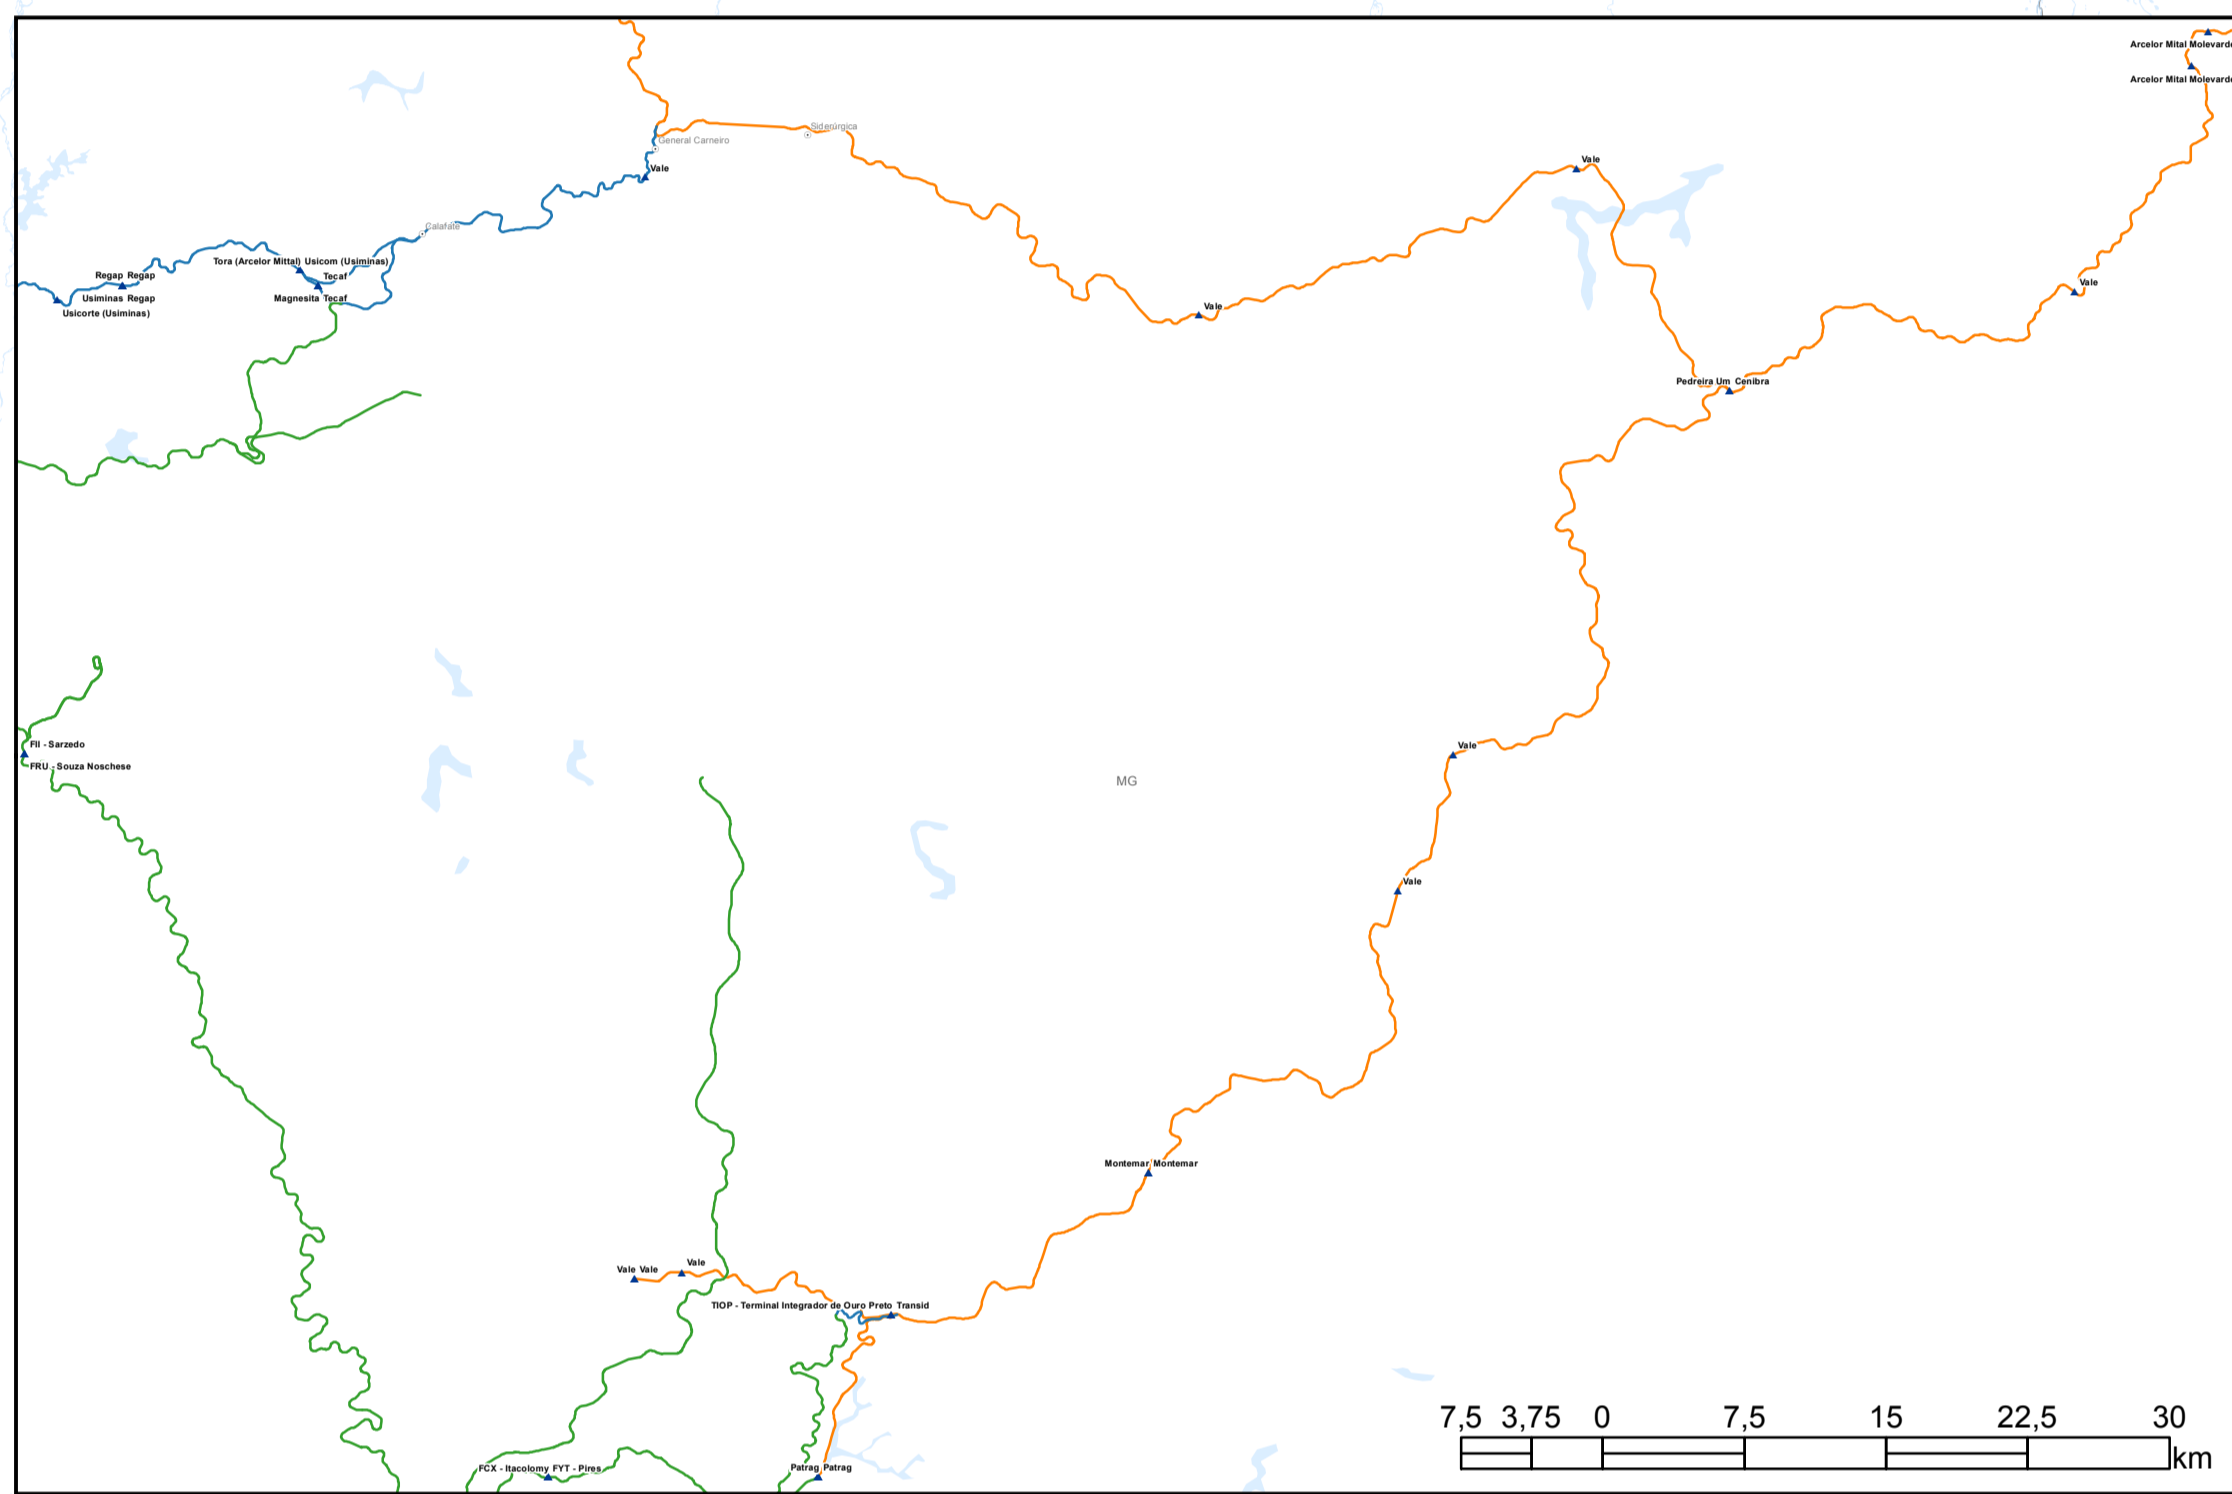 Arcelor Mital Molevarde
Arcelor Mital Molevarde
Siderúrgica
General Carneiro
Vale
Vale
Calafate
Tora (Arcelor Mittal) Usicom (Usiminas)
Regap Regap
Tecaf
Usiminas Regap
Magnesita Tecaf
Usicorte (Usiminas)
Vale
Vale
Pedreira Um Cenibra
FII - Sarzedo
FRU - Souza Noschese
Vale
MG
Vale
Montemar Montemar
Vale Vale
Vale
TIOP - Terminal Integrador de Ouro Preto Transid
FCX - Itacolomy FYT - Pires
Patrag Patrag
7,5 3,75 0 7,5 15 22,5 30
km